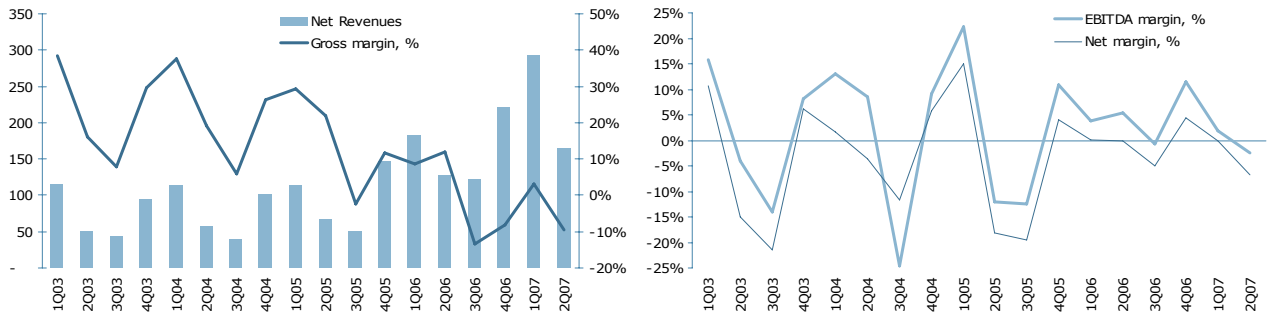 350
300
250
200
150
100
50
-
50%
40%
30%
20%
10%
0%
-10%
-20%
Net Revenues
Gross margin, %
1Q03
2Q03
3Q03
4Q03
1Q04
2Q04
3Q04
4Q04
1Q05
2Q05
3Q05
4Q05
1Q06
2Q06
3Q06
4Q06
1Q07
2Q07
25%
20%
15%
10%
5%
0%
-5%
-10%
-15%
-20%
-25%
EBITDA margin, %
Net margin, %
1Q03
2Q03
3Q03
4Q03
1Q04
2Q04
3Q04
4Q04
1Q05
2Q05
3Q05
4Q05
1Q06
2Q06
3Q06
4Q06
1Q07
2Q07